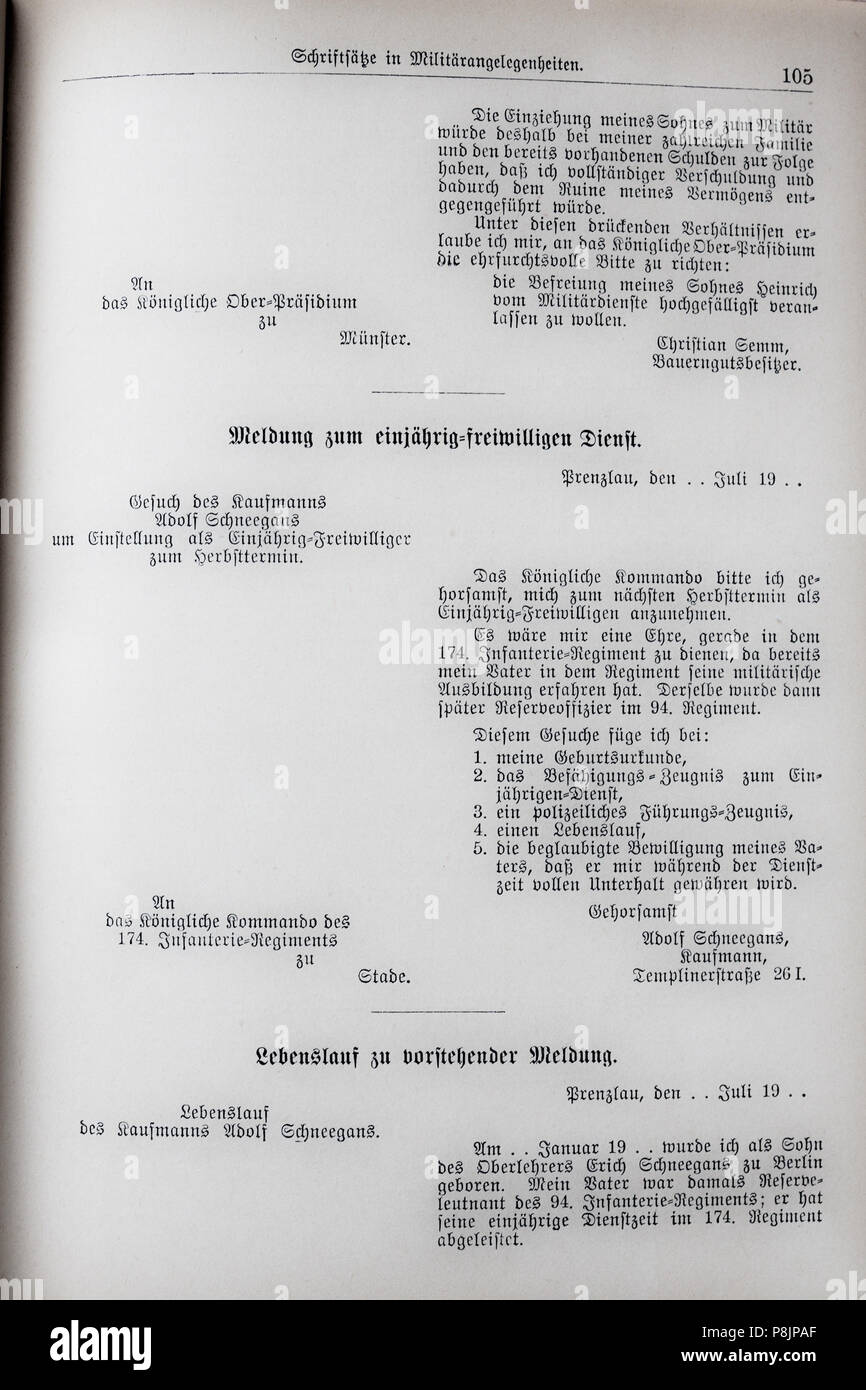 Schriftsätze in Militärangelegenheiten.
105
Die Einziehung meines Sohnes zum Militär
würde deshalb bei meiner zahlreichen Familie
und den bereits vorhandenen Schulden zur Folge
haben, daß ich vollständiger Verschuldung und
dadurch dem Ruine meines Vermögens ent-
gegengeführt würde.
Unter diesen drückenden Verhältnissen er-
laube ich mir, an das Königliche Ober-Präsidium
die ehrfurchtsvolle Bitte zu richten:
die Befreiung meines Sohnes Heinrich
vom Militärdienste hochgefälligst veran-
lassen zu wollen.
An
das Königliche Ober-Präsidium
zu
Münster.
Christian Semm,
Bauerngutsbesitzer.
Meldung zum einjährig-freiwilligen Dienst.
Prenzlau, den . . Juli 19 . .
Gesuch des Kaufmanns
Adolf Schneegans
um Einstellung als Einjährig-Freiwilliger
zum Herbsttermin.
Das Königliche Kommando bitte ich ge-
horsamst, mich zum nächsten Herbsttermin als
Einjährig-Freiwilligen anzunehmen.
Es wäre mir eine Ehre, gerade in dem
174. Infanterie-Regiment zu dienen, da bereits
mein Vater in dem Regiment seine militärische
Ausbildung erfahren hat. Derselbe wurde dann
später Reserveoffizier im 94. Regiment.
Diesem Gesuche füge ich bei:
1. meine Geburtsurkunde,
2. das Befähigungs-Zeugnis zum Ein-
jährigen-Dienst,
3. ein polizeiliches Führungs-Zeugnis,
4. einen Lebenslauf,
5. die beglaubigte Bewilligung meines Va-
ters, daß er mir während der Dienst-
zeit vollen Unterhalt gewähren wird.
An
das Königliche Kommando des
174. Infanterie-Regiments
zu
Stade.
Gehorsamst
Adolf Schneegans,
Kaufmann,
Templinerstraße 26 I.
Lebenslauf zu vorstehender Meldung.
Prenzlau, den . . Juli 19 . .
Lebenslauf
des Kaufmanns Adolf Schneegans.
Am . . Januar 19 . . wurde ich als Sohn
des Oberlehrers Erich Schneegans zu Berlin
geboren. Mein Vater war damals Reserve-
leutnant des 94. Infanterie-Regiments; er hat
seine einjährige Dienstzeit im 174. Regiment
abgeleistet.
alamy
Image ID: P8JPAF
www.alamy.com